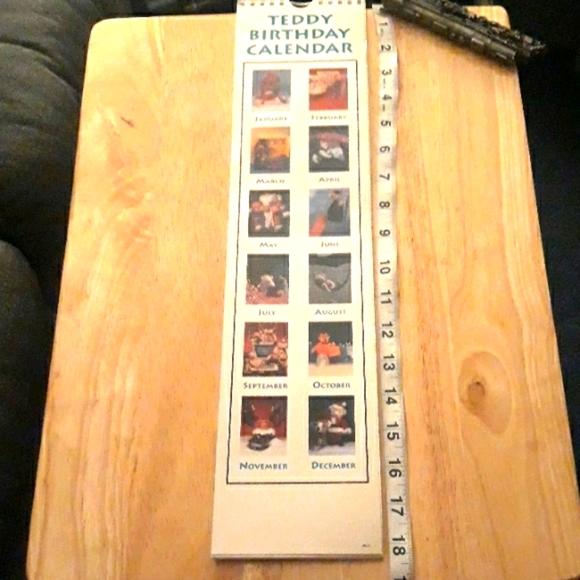 TEDDY
BIRTHDAY
CALENDAR
JANUARY FEBRUARY
MARCH APRIL
MAY JUNE
JULY AUGUST
SEPTEMBER OCTOBER
NOVEMBER DECEMBER
1
2
3
4
5
6
7
8
9
10
11
12
13
14
15
16
17
18